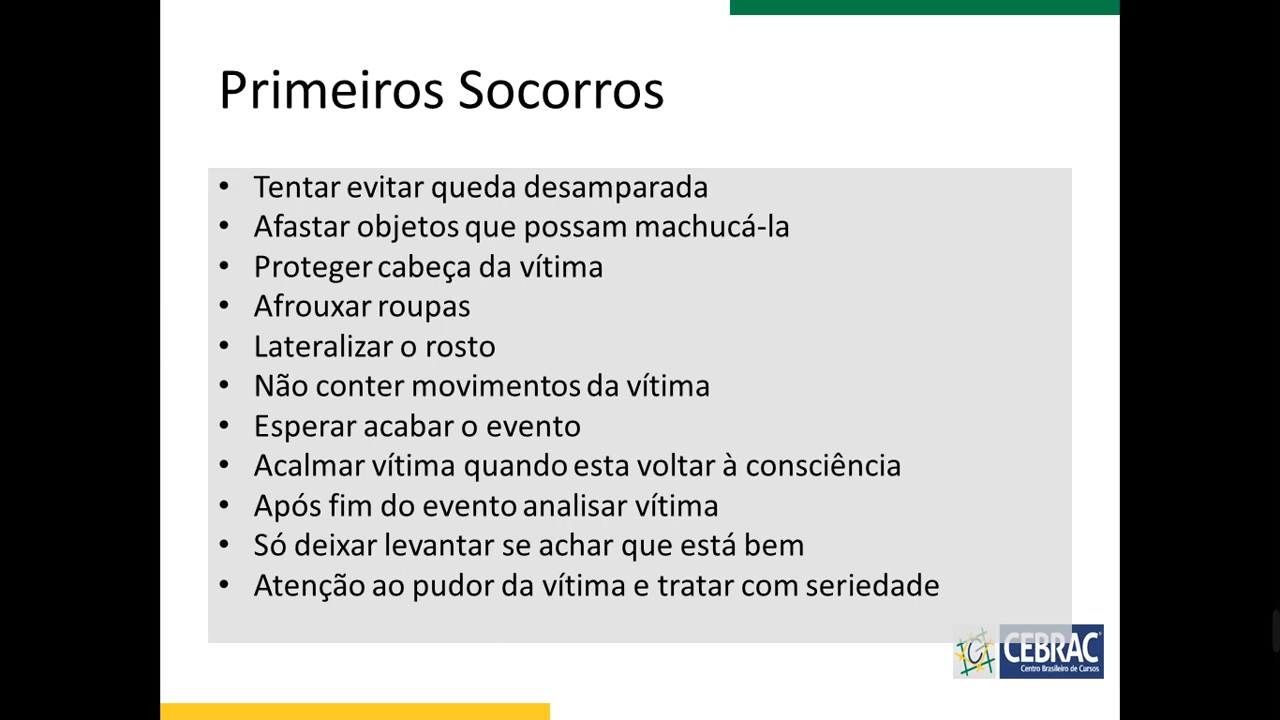 Primeiros Socorros
• Tentar evitar queda desamparada
• Afastar objetos que possam machucá-la
• Proteger cabeça da vítima
• Afrouxar roupas
• Lateralizar o rosto
• Não conter movimentos da vítima
• Esperar acabar o evento
• Acalmar vítima quando esta voltar à consciência
• Após fim do evento analisar vítima
• Só deixar levantar se achar que está bem
• Atenção ao pudor da vítima e tratar com seriedade
CEBRAC®
Centro Brasileiro de Cursos